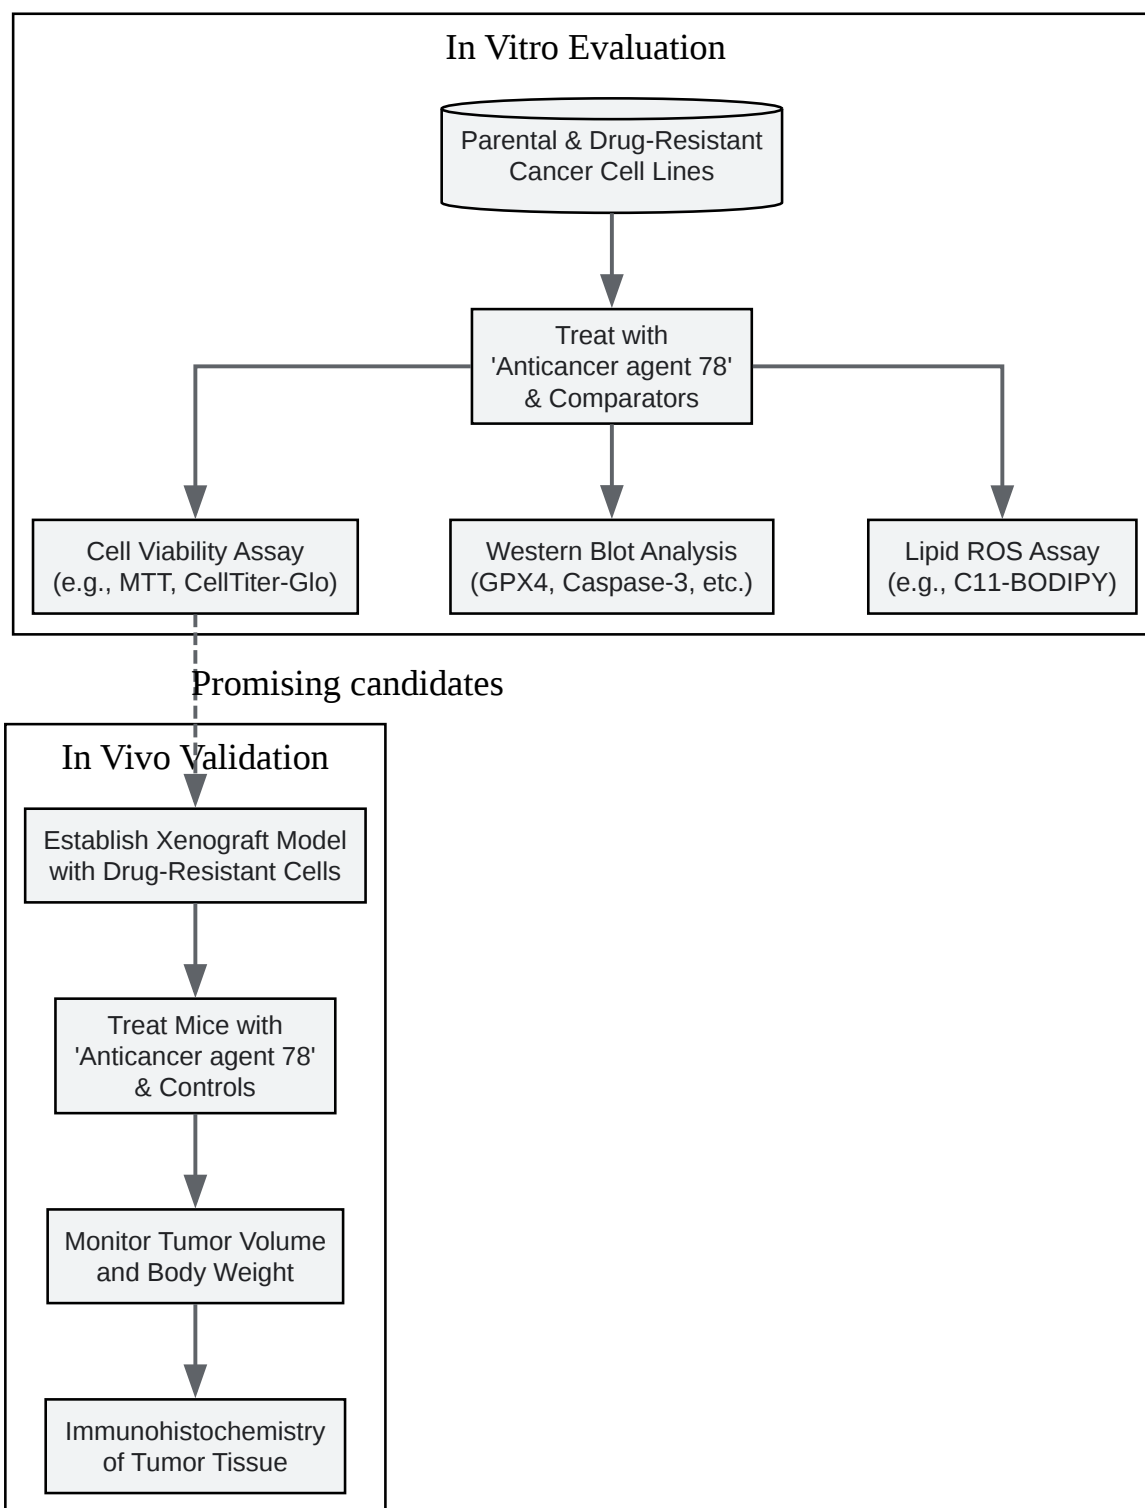 In Vitro Evaluation
Parental & Drug-Resistant
Cancer Cell Lines
Treat with
'Anticancer agent 78'
& Comparators
Cell Viability Assay
(e.g., MTT, CellTiter-Glo)
Western Blot Analysis
(GPX4, Caspase-3, etc.)
Lipid ROS Assay
(e.g., C11-BODIPY)
Promising candidates
In Vivo Validation
Establish Xenograft Model
with Drug-Resistant Cells
Treat Mice with
'Anticancer agent 78'
& Controls
Monitor Tumor Volume
and Body Weight
Immunohistochemistry
of Tumor Tissue